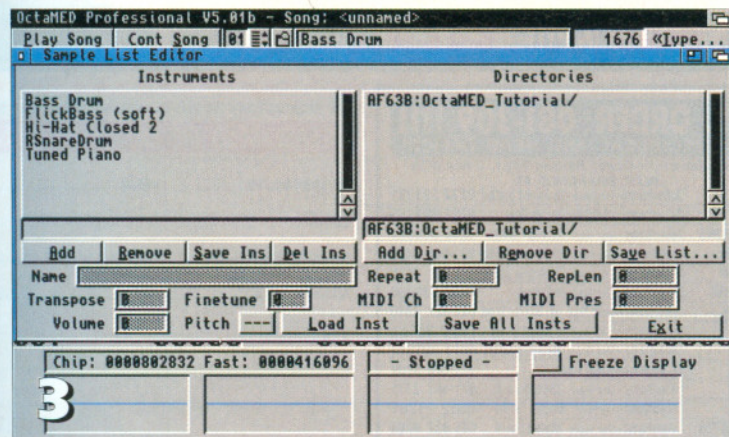 OctaMED Professional V5.01b - Song: <unnamed>
Play Song Cont Song 01 Bass Drum 1676 «Type...
Sample List Editor
Instruments Directories
Bass Drum
FlickBass (soft)
Hi-Hat Closed 2
RSnareDrum
Tuned Piano
AF63B:OctaMED_Tutorial/
AF63B:OctaMED_Tutorial/
Add Remove Save Ins Del Ins Add Dir... Remove Dir Save List...
Name Repeat 0 RepLen 0
Transpose 0 Finetune 0 MIDI Ch 0 MIDI Pres 0
Volume 0 Pitch --- Load Inst Save All Insts Exit
Chip: 0000802832 Fast: 0000416096 - Stopped - Freeze Display
3